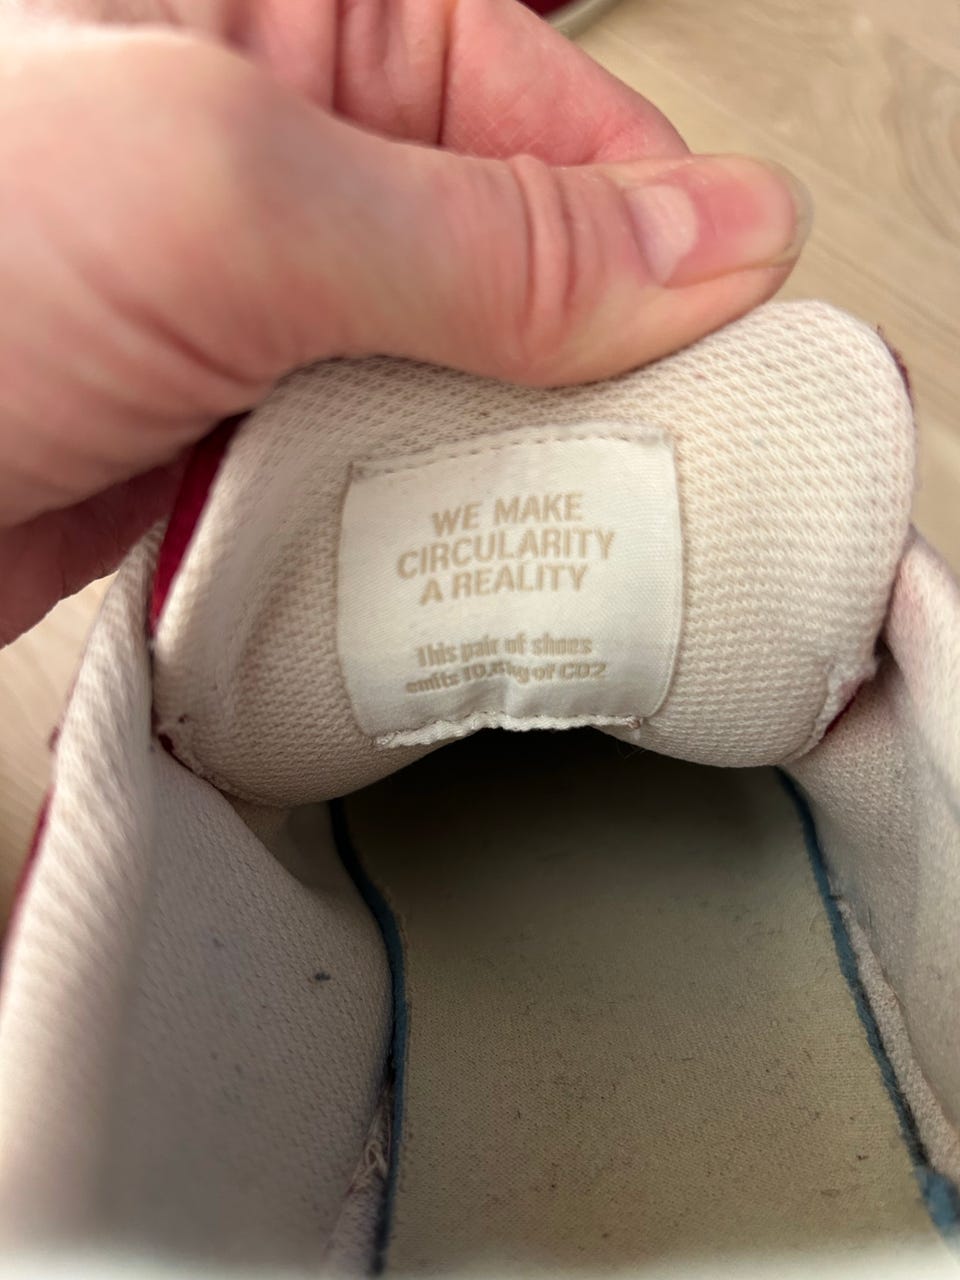 WE MAKE
CIRCULARITY
A REALITY
This pair of shoes
emits of CO2